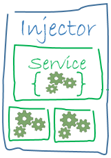 Injector
Service
{ }